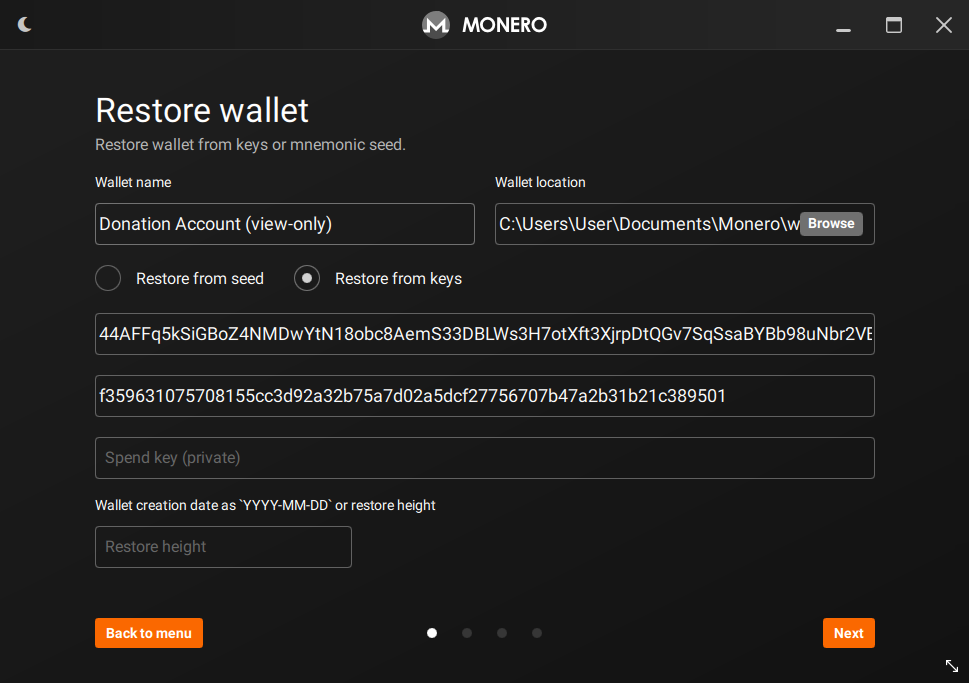 MONERO
Restore wallet
Restore wallet from keys or mnemonic seed.
Wallet name
Wallet location
Donation Account (view-only)
C:\Users\User\Documents\Monero\w
Browse
Restore from seed
Restore from keys
44AFFq5kSiGBoZ4NMDwYtN18obc8AemS33DBLWs3H7otXft3XjrpDtQGv7SqSsaBYBb98uNbr2VE
f359631075708155cc3d92a32b75a7d02a5dcf27756707b47a2b31b21c389501
Spend key (private)
Wallet creation date as `YYYY-MM-DD` or restore height
Restore height
Back to menu
Next